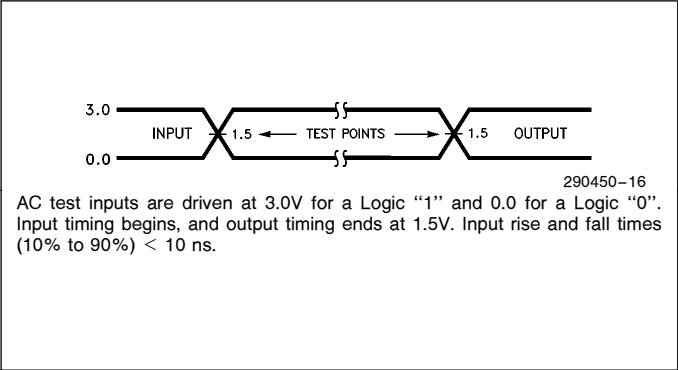 3.0
INPUT 1.5 TEST POINTS 1.5 OUTPUT
0.0
290450–16
AC test inputs are driven at 3.0V for a Logic “1” and 0.0 for a Logic “0”.
Input timing begins, and output timing ends at 1.5V. Input rise and fall times
(10% to 90%) < 10 ns.